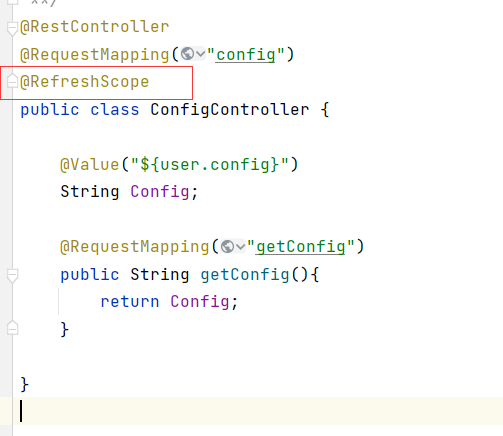 **/
@RestController
@RequestMapping("config")
@RefreshScope
public class ConfigController {
@Value("${user.config}")
String Config;
@RequestMapping("getConfig")
public String getConfig(){
return Config;
}
}